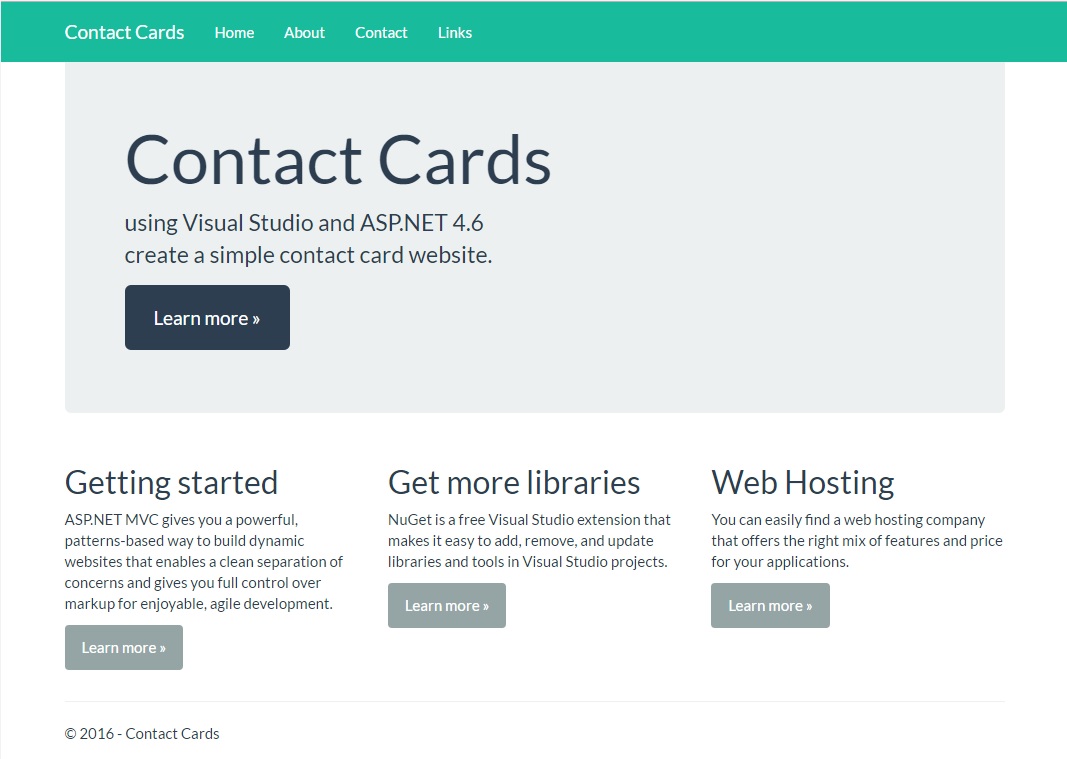 Contact Cards Home About Contact Links
Contact Cards
using Visual Studio and ASP.NET 4.6
create a simple contact card website.
Learn more »
Getting started
ASP.NET MVC gives you a powerful,
patterns-based way to build dynamic
websites that enables a clean separation of
concerns and gives you full control over
markup for enjoyable, agile development.
Learn more »
Get more libraries
NuGet is a free Visual Studio extension that
makes it easy to add, remove, and update
libraries and tools in Visual Studio projects.
Learn more »
Web Hosting
You can easily find a web hosting company
that offers the right mix of features and price
for your applications.
Learn more »
© 2016 - Contact Cards